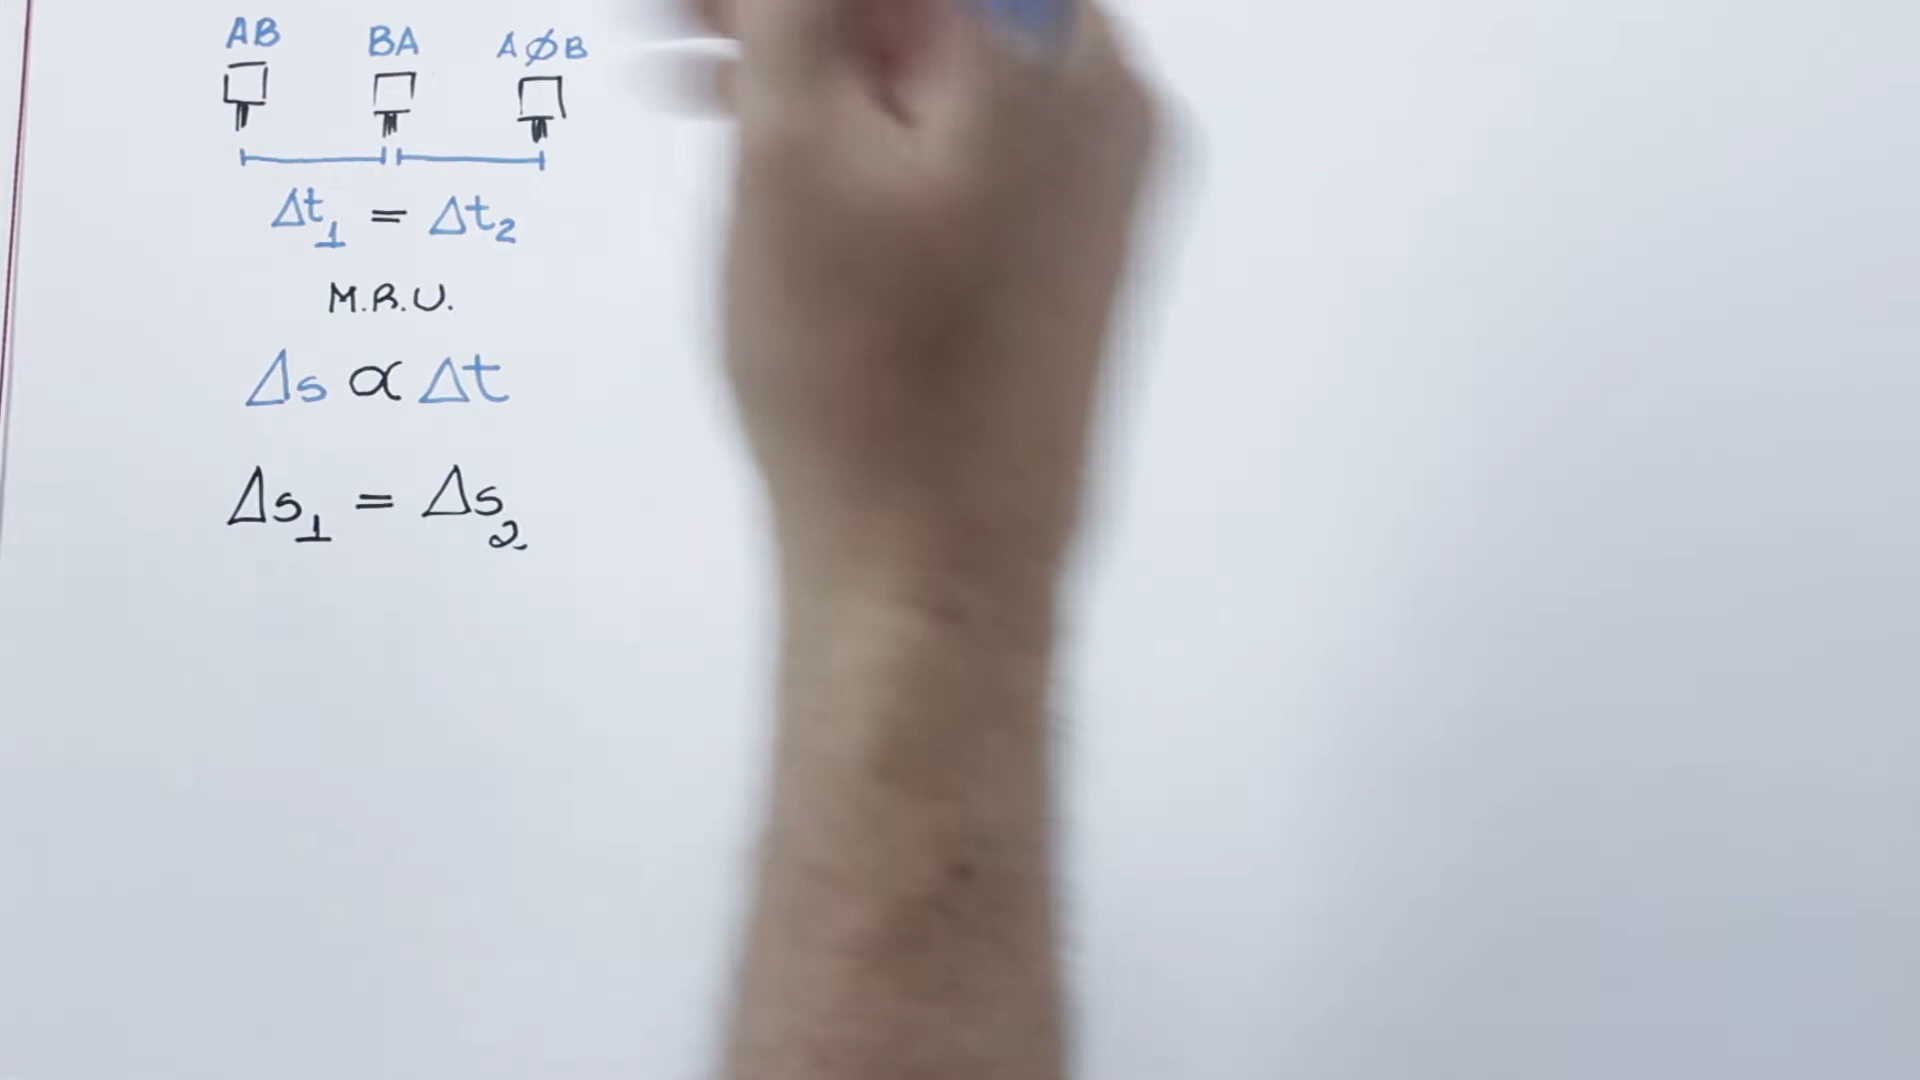 AB BA AØB
Δt₁ = Δt₂
M.R.U.
Δs ∝ Δt
Δs₁ = Δs₂